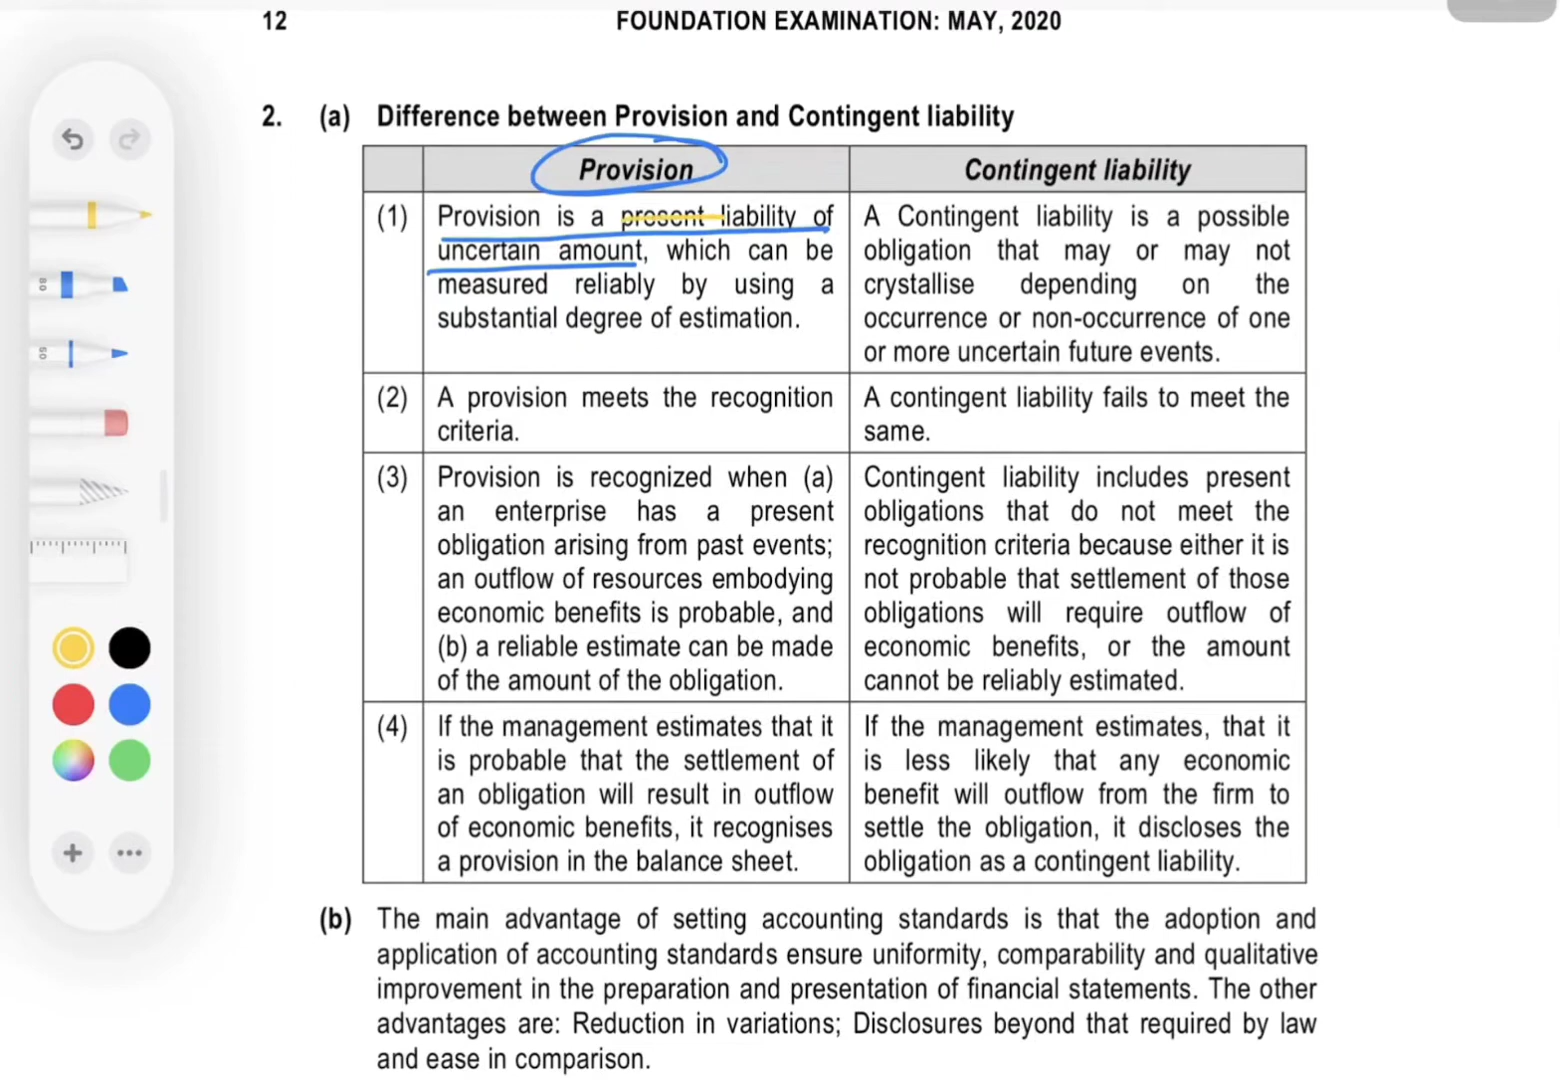 12 FOUNDATION EXAMINATION: MAY, 2020
2. (a) Difference between Provision and Contingent liability
Provision Contingent liability
(1) Provision is a present liability of
uncertain amount, which can be
measured reliably by using a
substantial degree of estimation.
A Contingent liability is a possible
obligation that may or may not
crystallise depending on the
occurrence or non-occurrence of one
or more uncertain future events.
(2) A provision meets the recognition
criteria.
A contingent liability fails to meet the
same.
(3) Provision is recognized when (a)
an enterprise has a present
obligation arising from past events;
an outflow of resources embodying
economic benefits is probable, and
(b) a reliable estimate can be made
of the amount of the obligation.
Contingent liability includes present
obligations that do not meet the
recognition criteria because either it is
not probable that settlement of those
obligations will require outflow of
economic benefits, or the amount
cannot be reliably estimated.
(4) If the management estimates that it
is probable that the settlement of
an obligation will result in outflow
of economic benefits, it recognises
a provision in the balance sheet.
If the management estimates, that it
is less likely that any economic
benefit will outflow from the firm to
settle the obligation, it discloses the
obligation as a contingent liability.
(b) The main advantage of setting accounting standards is that the adoption and
application of accounting standards ensure uniformity, comparability and qualitative
improvement in the preparation and presentation of financial statements. The other
advantages are: Reduction in variations; Disclosures beyond that required by law
and ease in comparison.